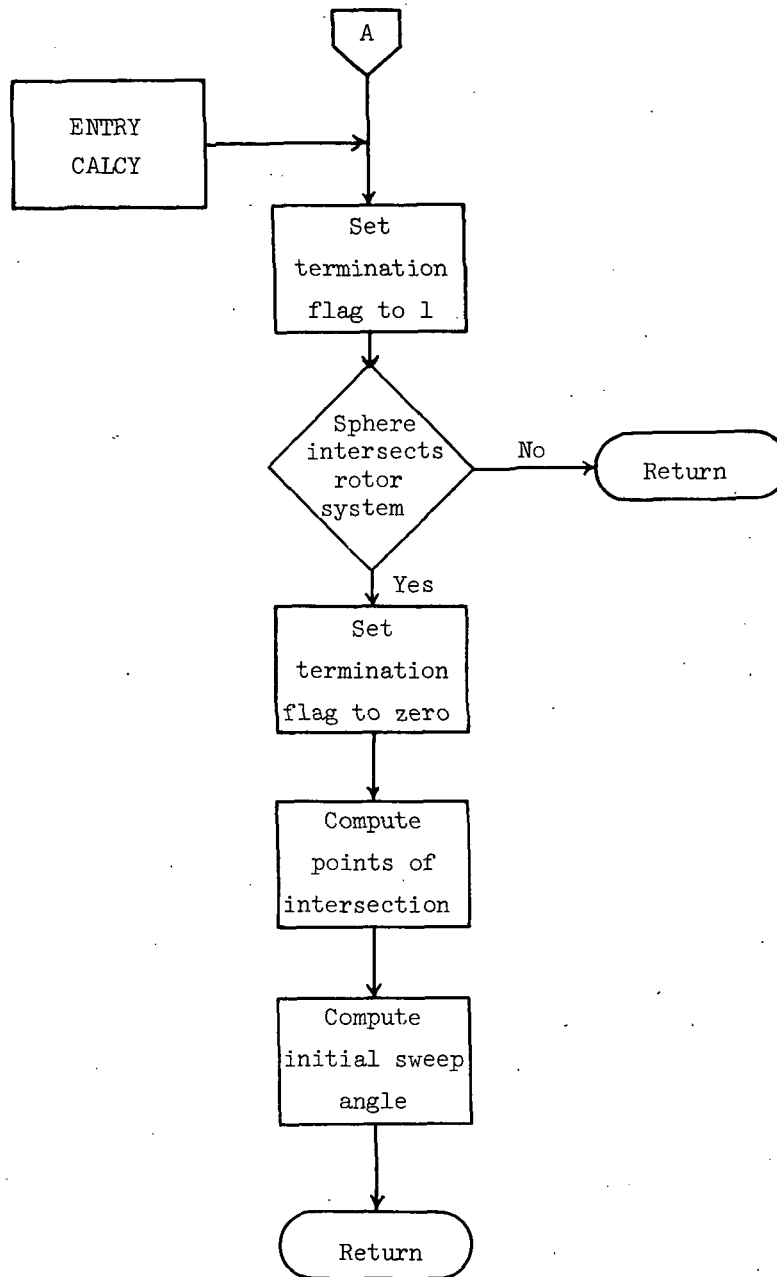 A
ENTRY
CALCY
Set
termination
flag to 1
Sphere
intersects
rotor
system
No
Return
Yes
Set
termination
flag to zero
Compute
points of
intersection
Compute
initial sweep
angle
Return